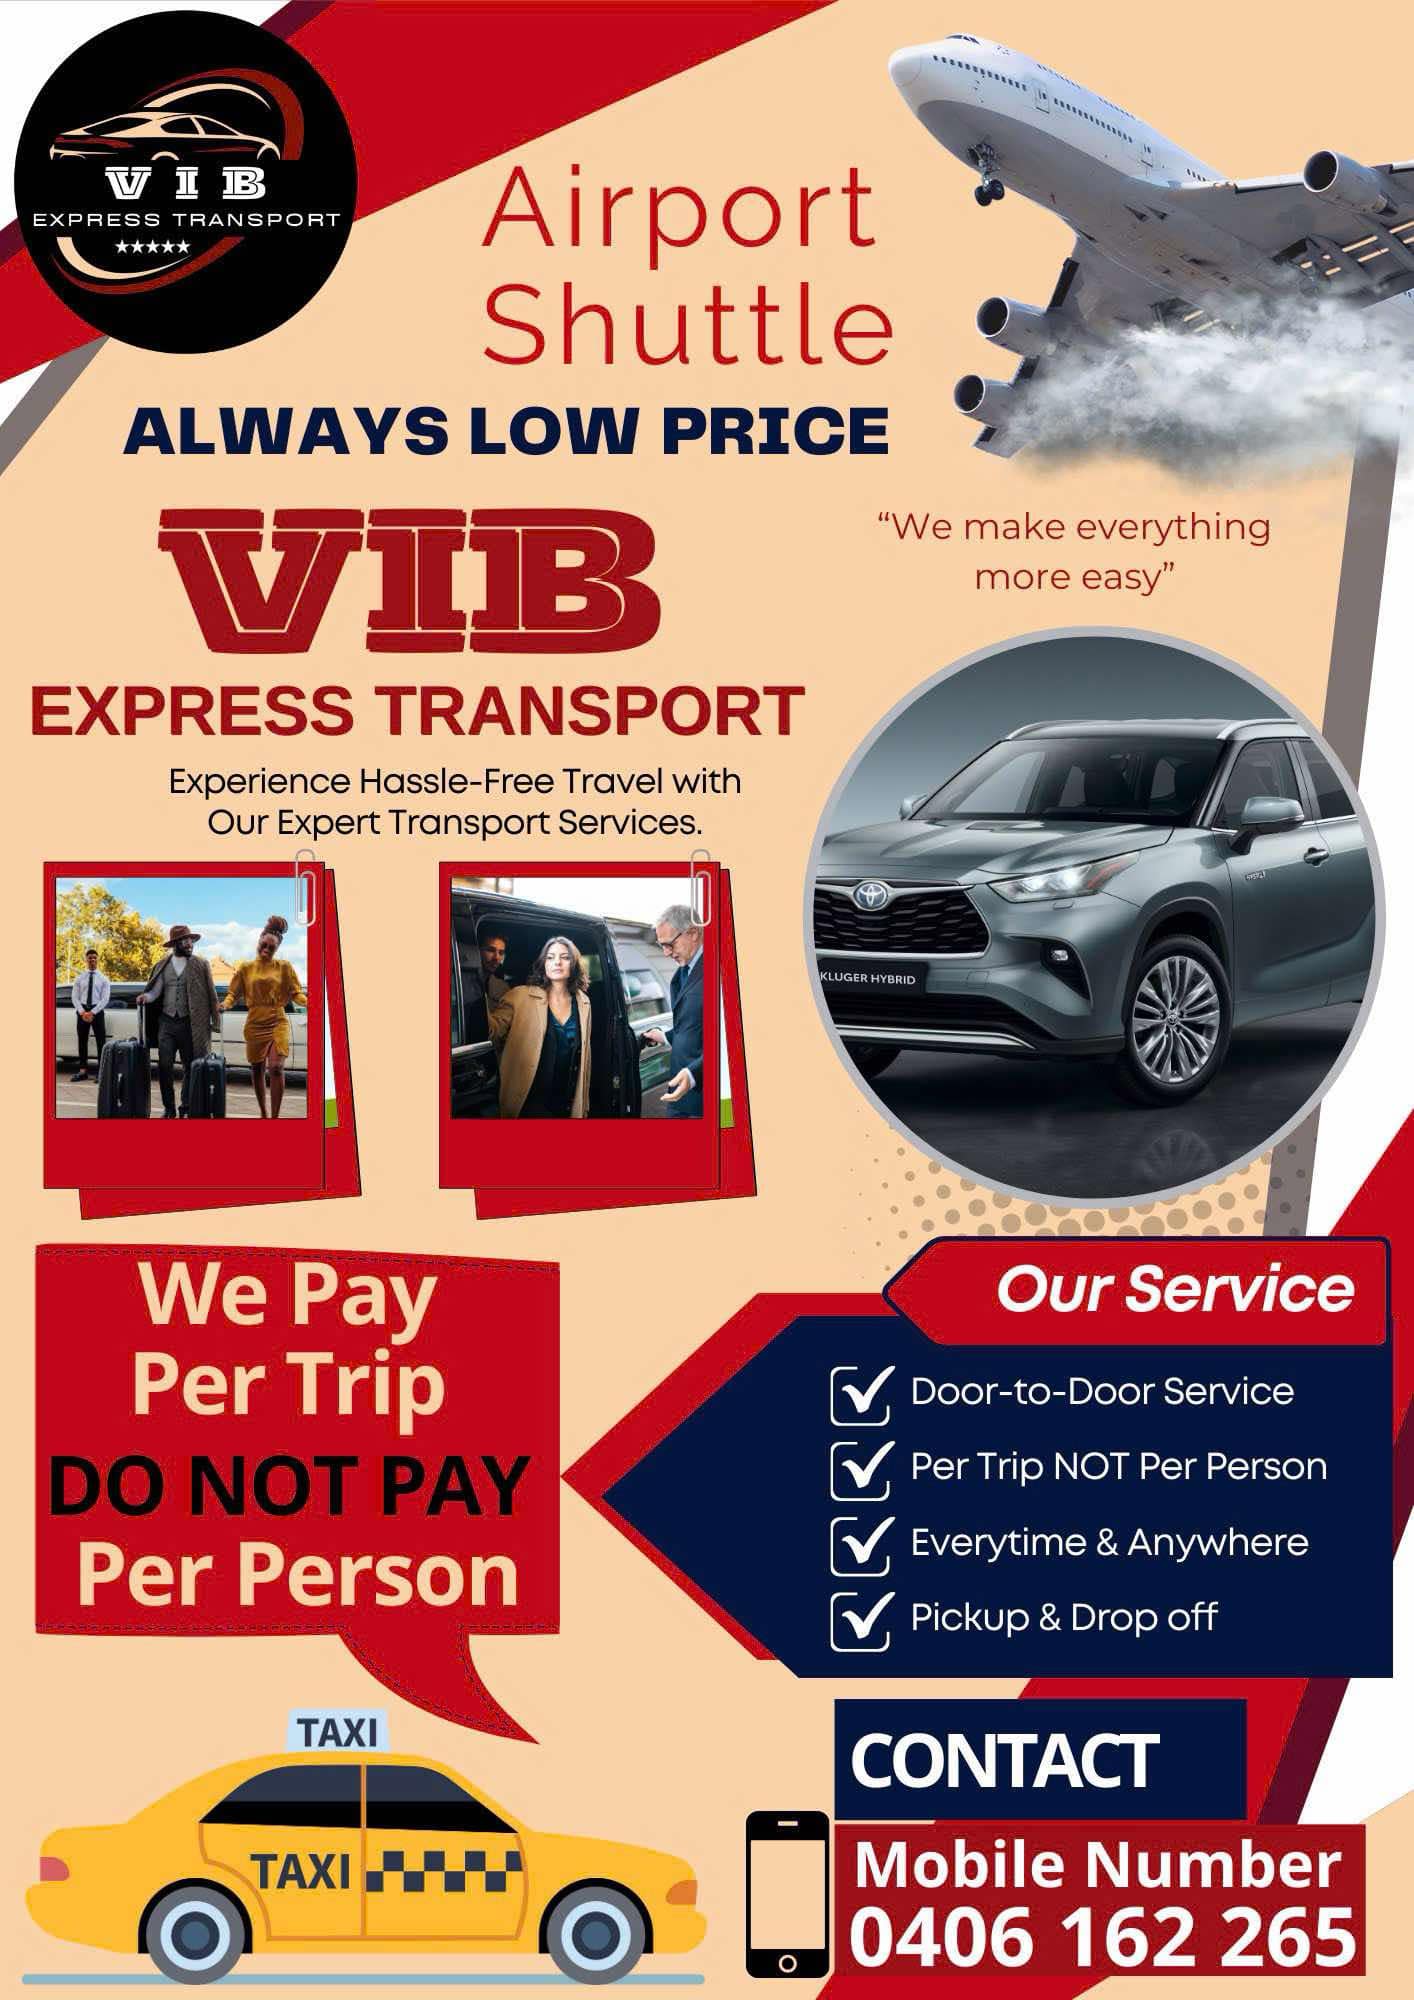 VIB
EXPRESS TRANSPORT
Airport
Shuttle
ALWAYS LOW PRICE
VIB
EXPRESS TRANSPORT
“We make everything
more easy”
Experience Hassle-Free Travel with
Our Expert Transport Services.
KLUGER HYBRID
We Pay
Per Trip
DO NOT PAY
Per Person
Our Service
Door-to-Door Service
Per Trip NOT Per Person
Everytime & Anywhere
Pickup & Drop off
TAXI
TAXI
CONTACT
Mobile Number
0406 162 265